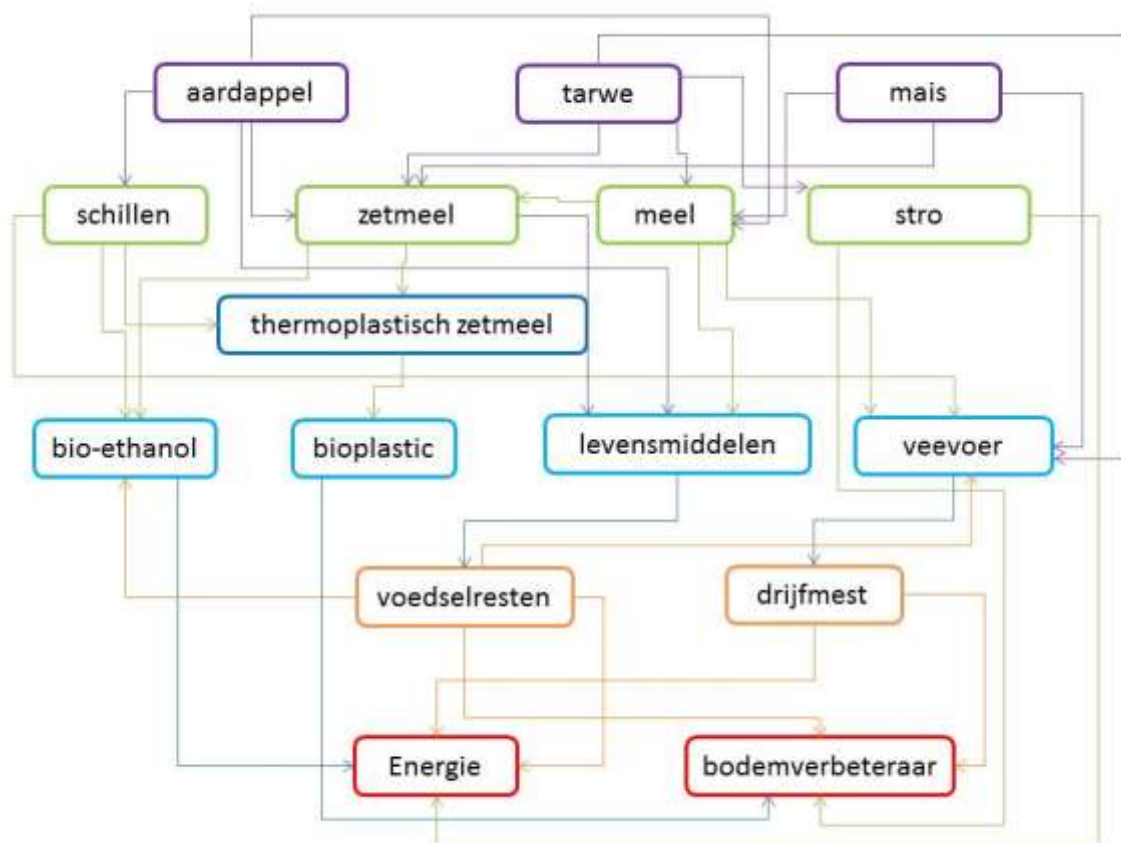 aardappel
tarwe
mais
schillen
zetmeel
meel
stro
thermoplastisch zetmeel
bio-ethanol
bioplastic
levensmiddelen
veevoer
voedselresten
drijfmest
Energie
bodemverbeteraar